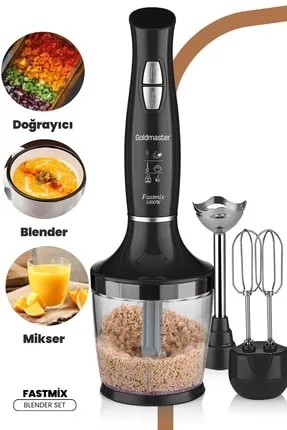 Doğrayıcı
Blender
Mikser
FASTMİX
BLENDER SET
Goldmaster
Fastmix
1000W